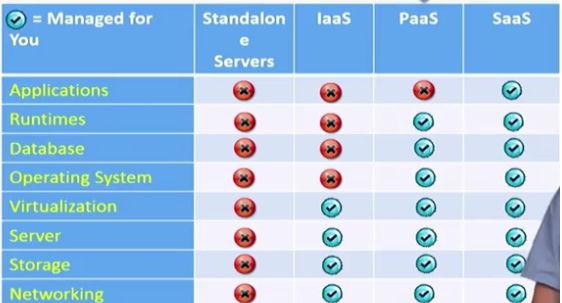 = Managed for You
Standalone Servers
IaaS
PaaS
SaaS
Applications
Runtimes
Database
Operating System
Virtualization
Server
Storage
Networking